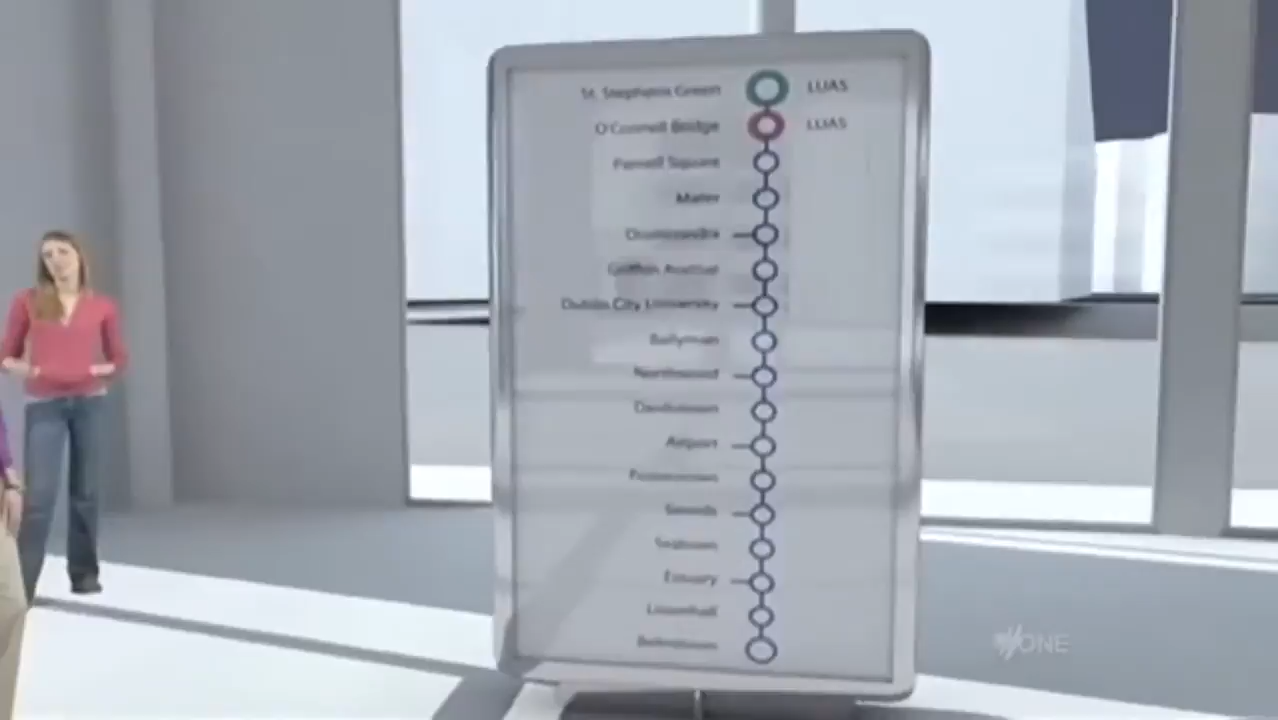 St. Stephens Green LUAS
O'Connell Bridge LUAS
Parnell Square
Mater
Drumcondra
Griffith Avenue
Dublin City University
Ballymun
Northwood
Dardistown
Airport
Fosterstown
Swords
Seatown
Estuary
Lissenhall
Belinstown
ONE